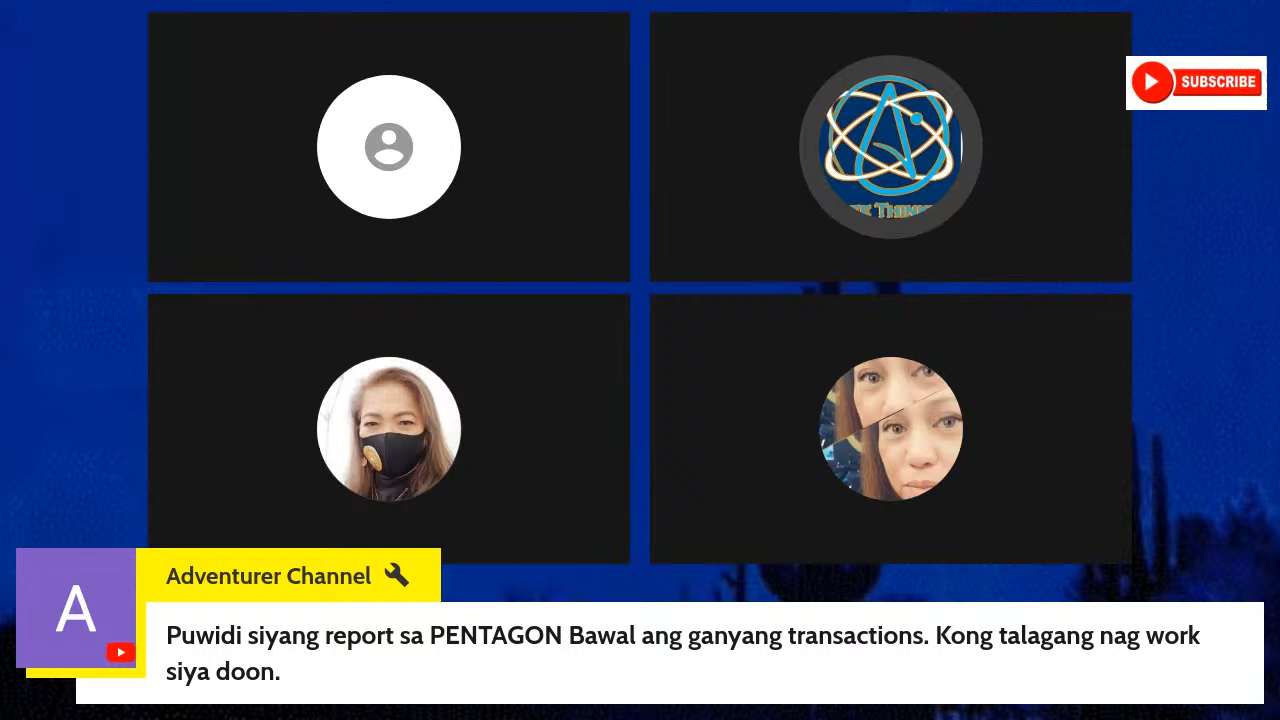 SUBSCRIBE
Adventurer Channel
A
Puwidi siyang report sa PENTAGON Bawal ang ganyang transactions. Kong talagang nag work
siya doon.